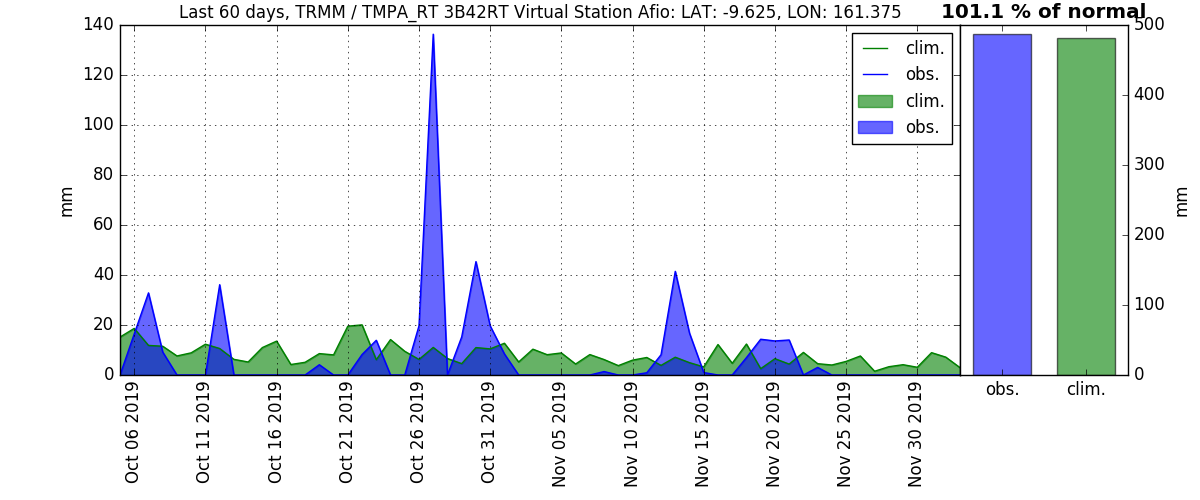 Last 60 days, TRMM / TMPA_RT 3B42RT Virtual Station Afio: LAT: -9.625, LON: 161.375
101.1 % of normal
140
120
100
80
60
40
20
0
mm
clim.
obs.
clim.
obs.
500
400
300
200
100
0
mm
Oct 06 2019
Oct 11 2019
Oct 16 2019
Oct 21 2019
Oct 26 2019
Oct 31 2019
Nov 05 2019
Nov 10 2019
Nov 15 2019
Nov 20 2019
Nov 25 2019
Nov 30 2019
obs.
clim.